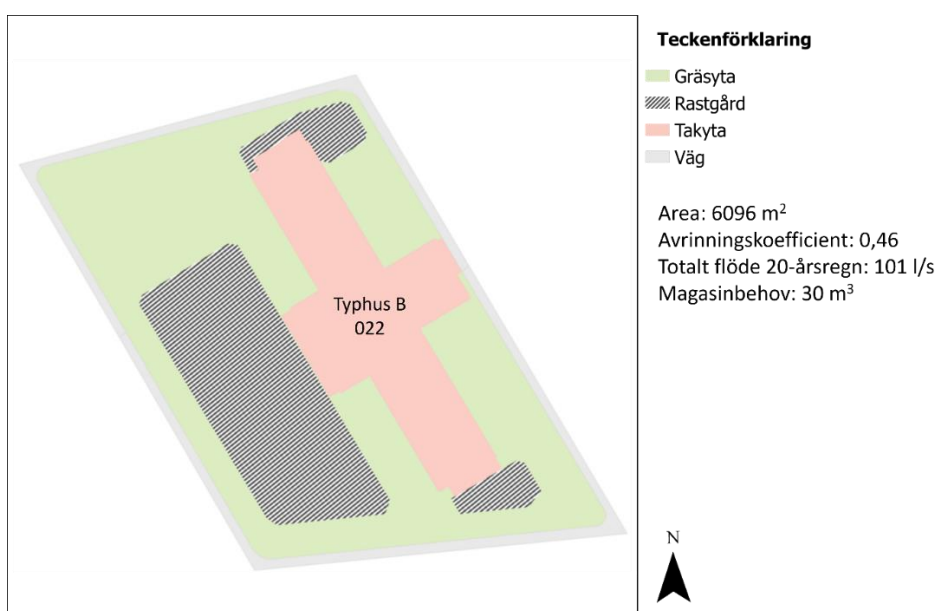 Teckenförklaring
Gräsyta
Rastgård
Takyta
Väg
Area: 6096 m²
Avrinningskoefficient: 0,46
Totalt flöde 20-årsregn: 101 l/s
Magasinbehov: 30 m³
Typhus B
022
N